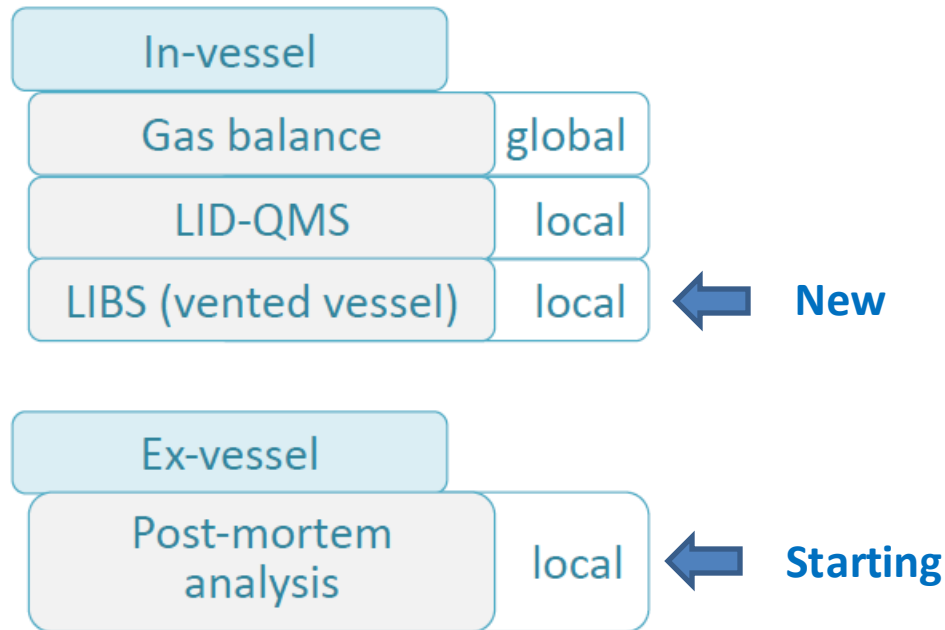 In-vessel
Gas balance global
LID-QMS local
LIBS (vented vessel) local New
Ex-vessel
Post-mortem
analysis local Starting